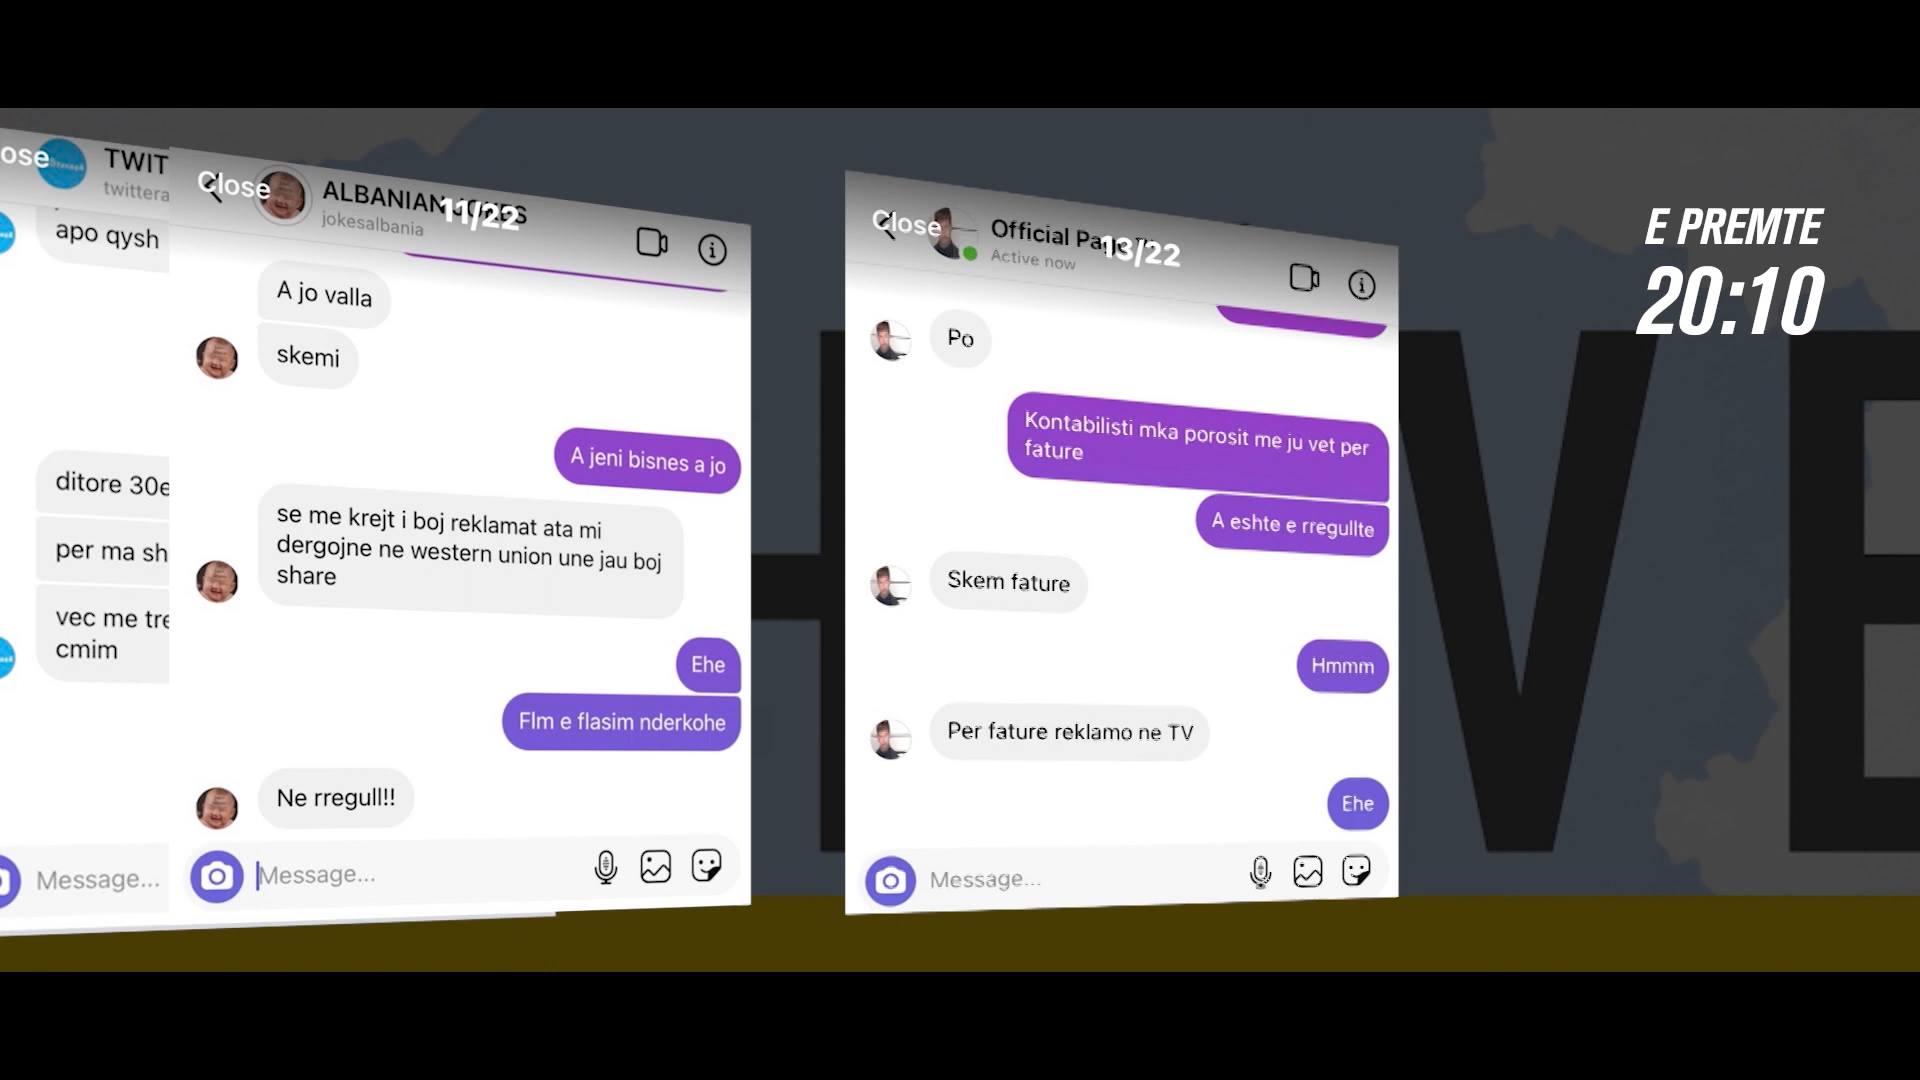 ose
TWIT
twittera
apo qysh
ditore 30e
per ma sh
vec me tre
cmim
Message...
Close
ALBANIAN
11/22
jokesalbania
A jo valla
skemi
A jeni bisnes a jo
se me krejt i boj reklamat ata mi
dergojne ne western union une jau boj
share
Ehe
Flm e flasim nderkohe
Ne rregull!!
Message...
Close
Official Page
13/22
Active now
Po
Kontabilisti mka porosit me ju vet per
fature
A eshte e rregullte
Skem fature
Hmmm
Per fature reklamo ne TV
Ehe
Message...
E PREMTE
20:10
VE